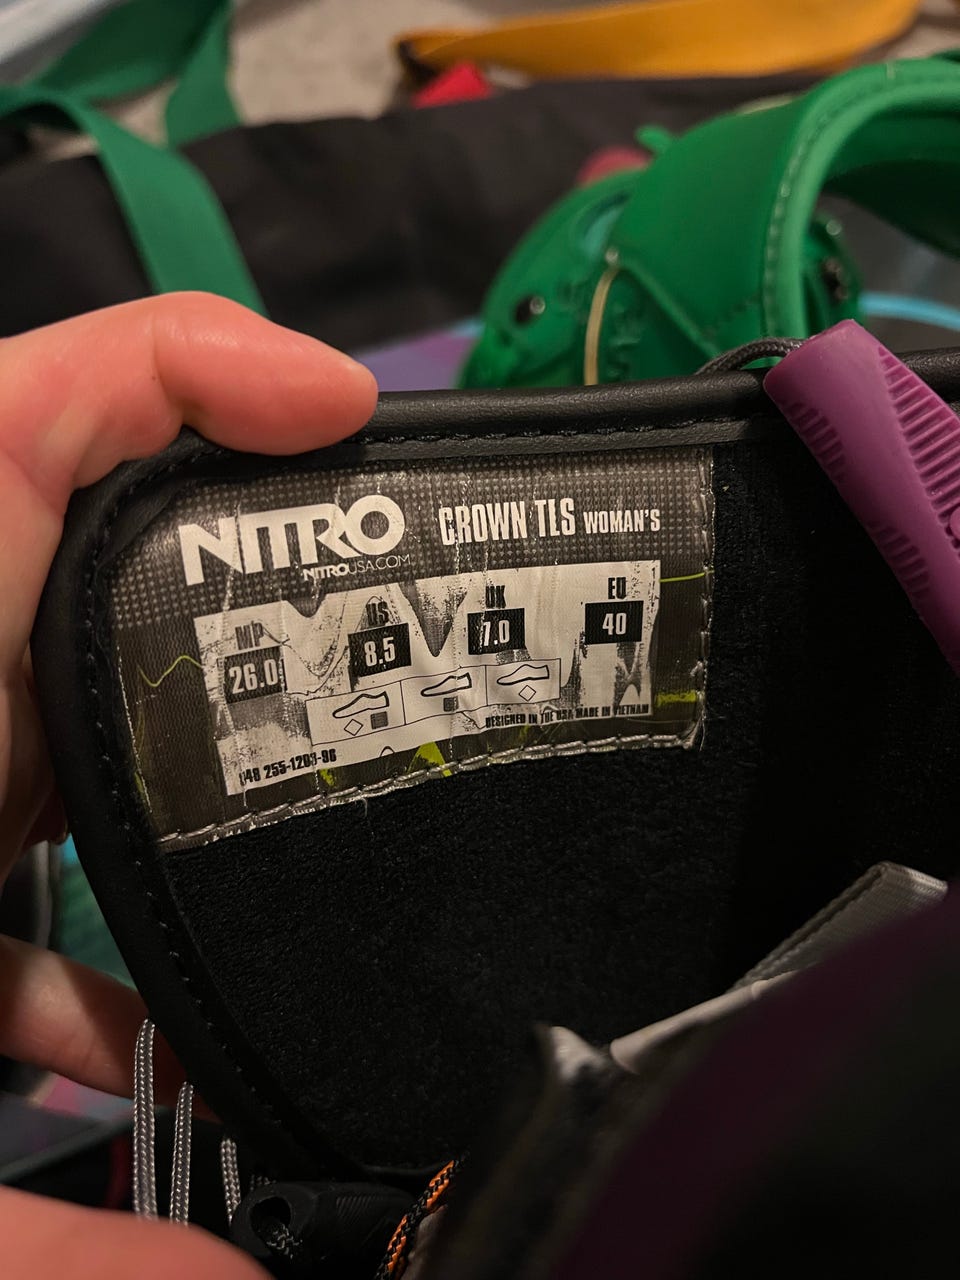 NITRO CROWN TLS WOMAN'S
NITROUSA.COM
MP US UK EU
26.0 8.5 7.0 40
DESIGNED IN THE USA MADE IN VIETNAM